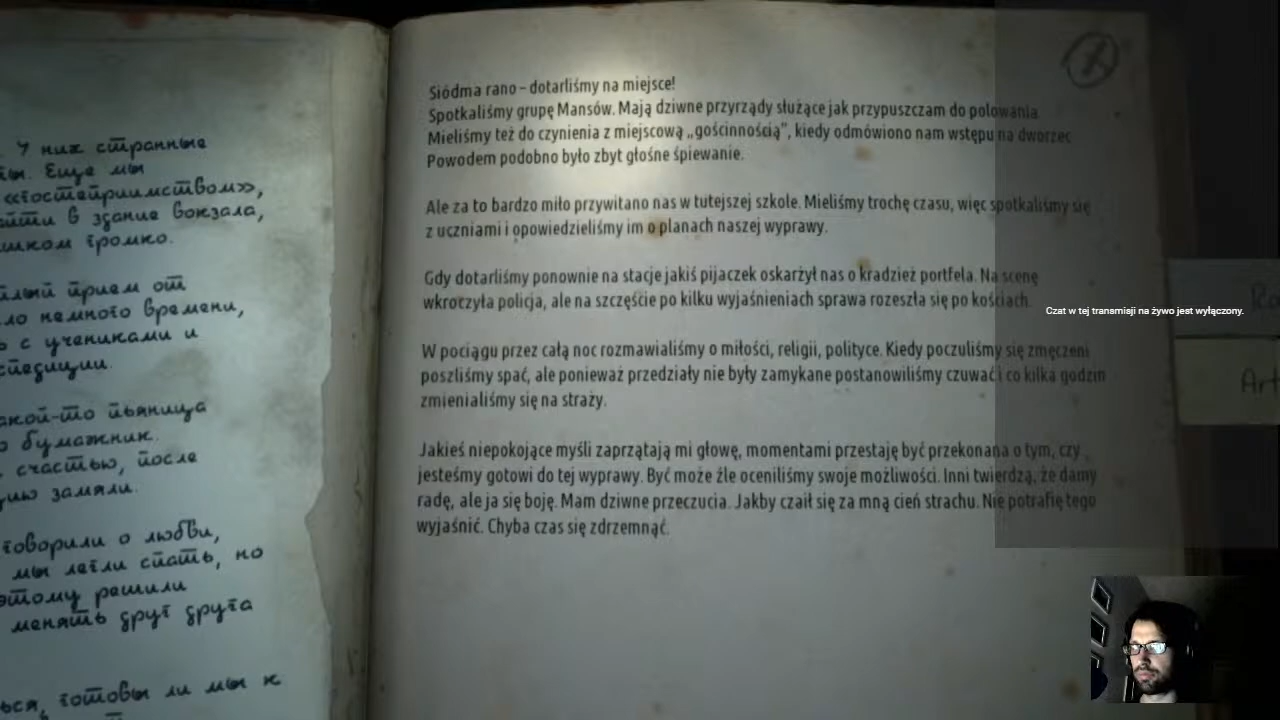 у них странные
Еще мы
«гостеприимством»,
в здание вокзала,
громко.
прием от
немного времени,
с учениками и
пьяница
бумажник.
счастью, после
замяли.
говорили о любви,
мы легли спать, но
решили
менять друг друга
готовы ли мы к
Siódma rano – dotarliśmy na miejsce!
Spotkaliśmy grupę Mansów. Mają dziwne przyrządy służące jak przypuszczam do polowania
Mieliśmy też do czynienia z miejscową „gościnnością", kiedy odmówiono nam wstępu na dworzec
Powodem podobno było zbyt głośne śpiewanie.
Ale za to bardzo miło przywitano nas w tutejszej szkole. Mieliśmy trochę czasu, więc spotkaliśmy się
z uczniami i opowiedzieliśmy im o planach naszej wyprawy.
Gdy dotarliśmy ponownie na stacje jakiś pijaczek oskarżył nas o kradzież portfela. Na scenę
wkroczyła policja, ale na szczęście po kilku wyjaśnieniach sprawa rozeszła się po kościach.
W pociągu przez całą noc rozmawialiśmy o miłości, religii, polityce. Kiedy poczuliśmy się zmęczeni
poszliśmy spać, ale ponieważ przedziały nie były zamykane postanowiliśmy czuwać i co kilka godzin
zmienialiśmy się na straży.
Jakieś niepokojące myśli zaprzątają mi głowę, momentami przestaję być przekonana o tym, czy
jesteśmy gotowi do tej wyprawy. Być może źle oceniliśmy swoje możliwości. Inni twierdzą, że damy
radę, ale ja się boję. Mam dziwne przeczucia. Jakby czaił się za mną cień strachu. Nie potrafię tego
wyjaśnić. Chyba czas się zdrzemnąć.
Czat w tej transmisji na żywo jest wyłączony.